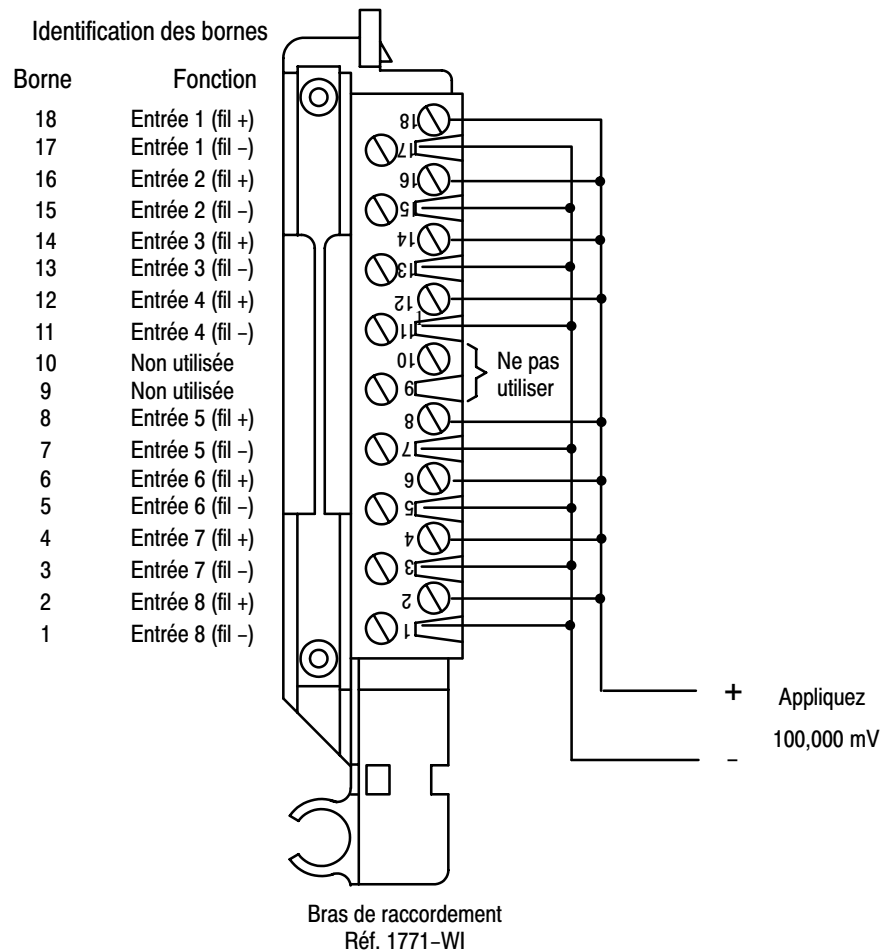 Identification des bornes
Borne Fonction
18 Entrée 1 (fil +)
17 Entrée 1 (fil –)
16 Entrée 2 (fil +)
15 Entrée 2 (fil –)
14 Entrée 3 (fil +)
13 Entrée 3 (fil –)
12 Entrée 4 (fil +)
11 Entrée 4 (fil –)
10 Non utilisée
9 Non utilisée
8 Entrée 5 (fil +)
7 Entrée 5 (fil –)
6 Entrée 6 (fil +)
5 Entrée 6 (fil –)
4 Entrée 7 (fil +)
3 Entrée 7 (fil –)
2 Entrée 8 (fil +)
1 Entrée 8 (fil –)
18
17
16
15
14
13
12
11
10
9
8
7
6
5
4
3
2
1
Ne pas
utiliser
+ Appliquez
100,000 mV
–
Bras de raccordement
Réf. 1771–WI